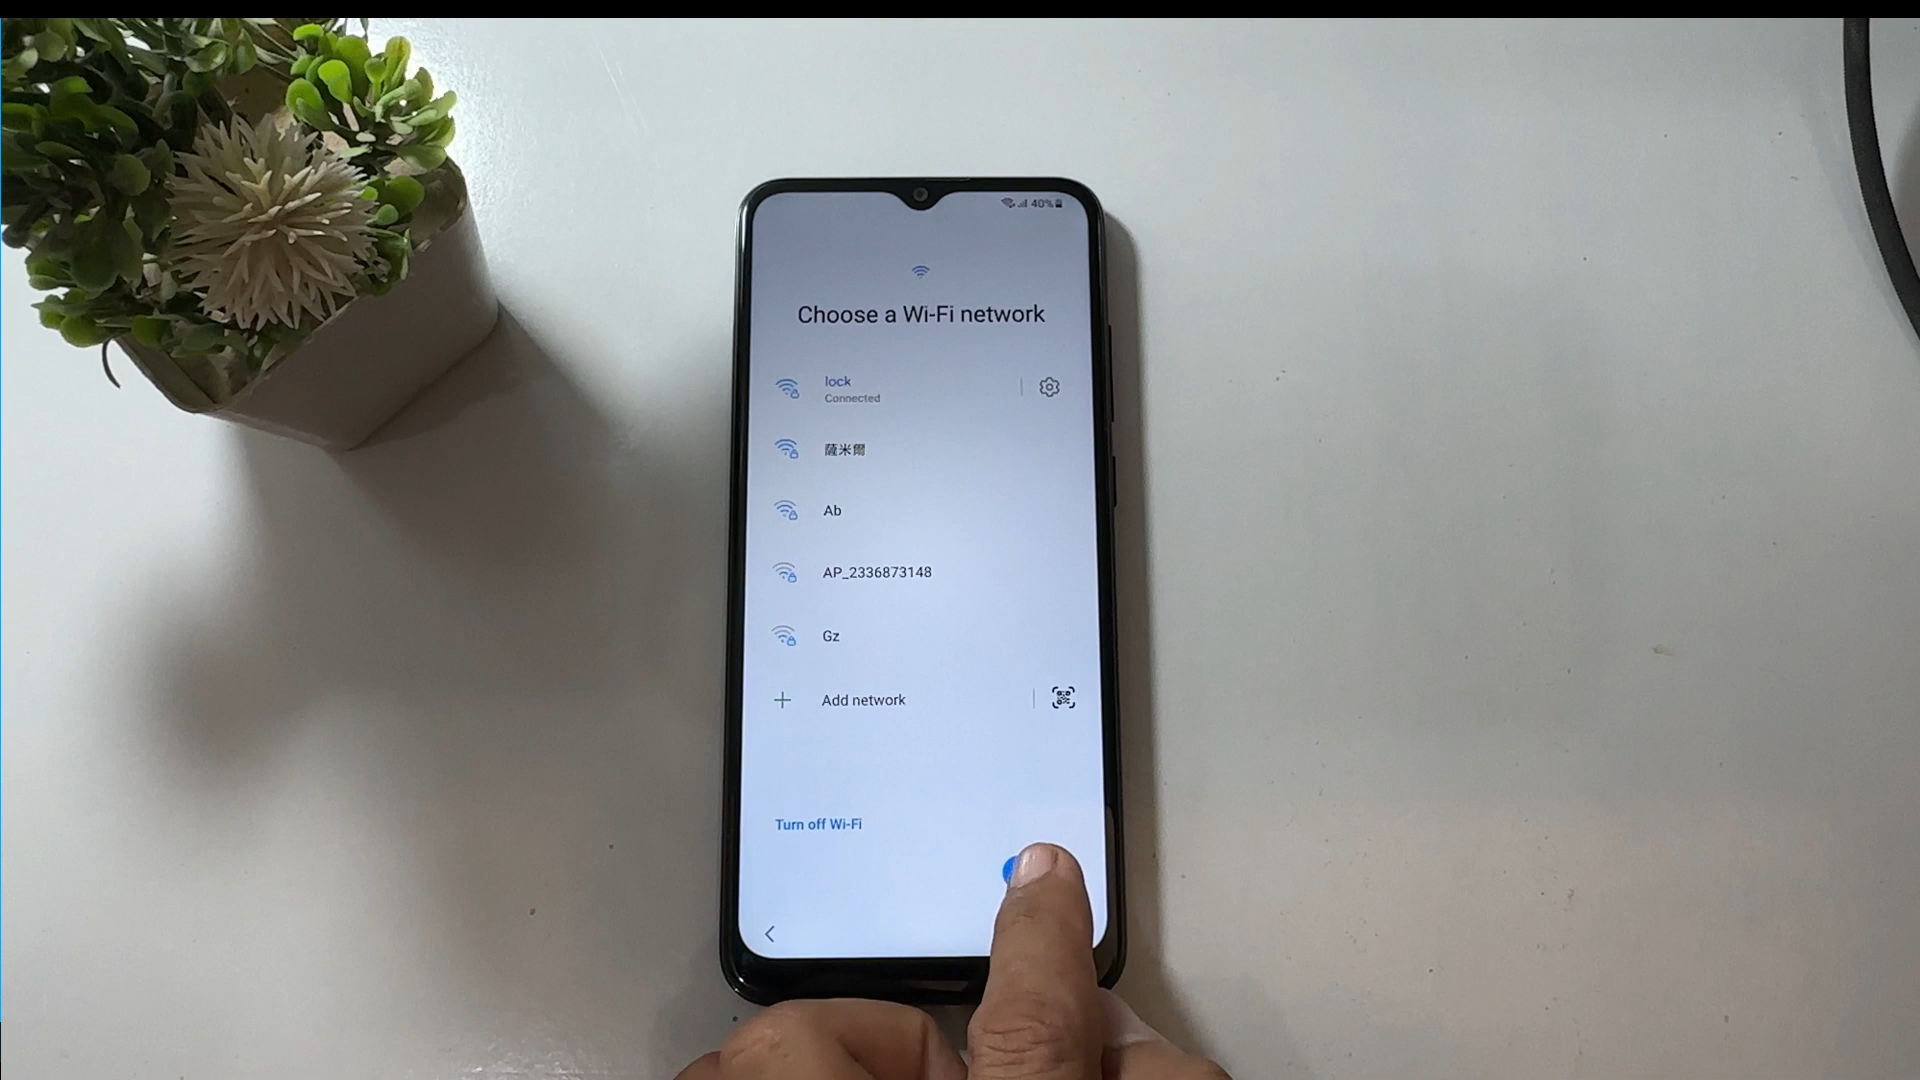 40%
Choose a Wi-Fi network
lock
Connected
薩米爾
Ab
AP_2336873148
Gz
Add network
Turn off Wi-Fi